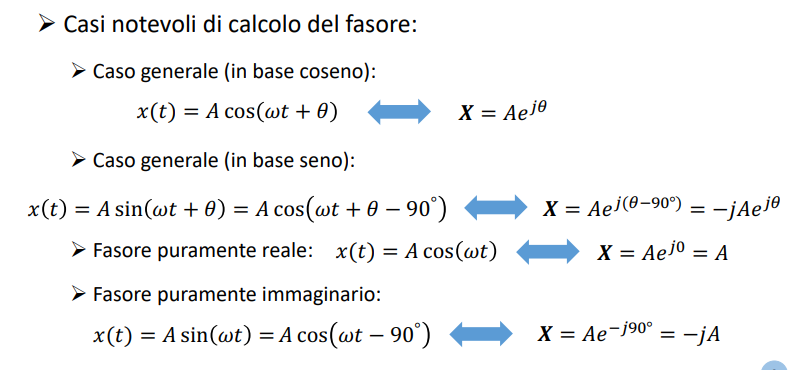 ➢ Casi notevoli di calcolo del fasore:
➢ Caso generale (in base coseno):
x(t) = A cos(ωt + θ) ⟺ X = Ae^{jθ}
➢ Caso generale (in base seno):
x(t) = A sin(ωt + θ) = A cos(ωt + θ − 90°) ⟺ X = Ae^{j(θ−90°)} = −jAe^{jθ}
➢ Fasore puramente reale: x(t) = A cos(ωt) ⟺ X = Ae^{j0} = A
➢ Fasore puramente immaginario:
x(t) = A sin(ωt) = A cos(ωt − 90°) ⟺ X = Ae^{−j90°} = −jA